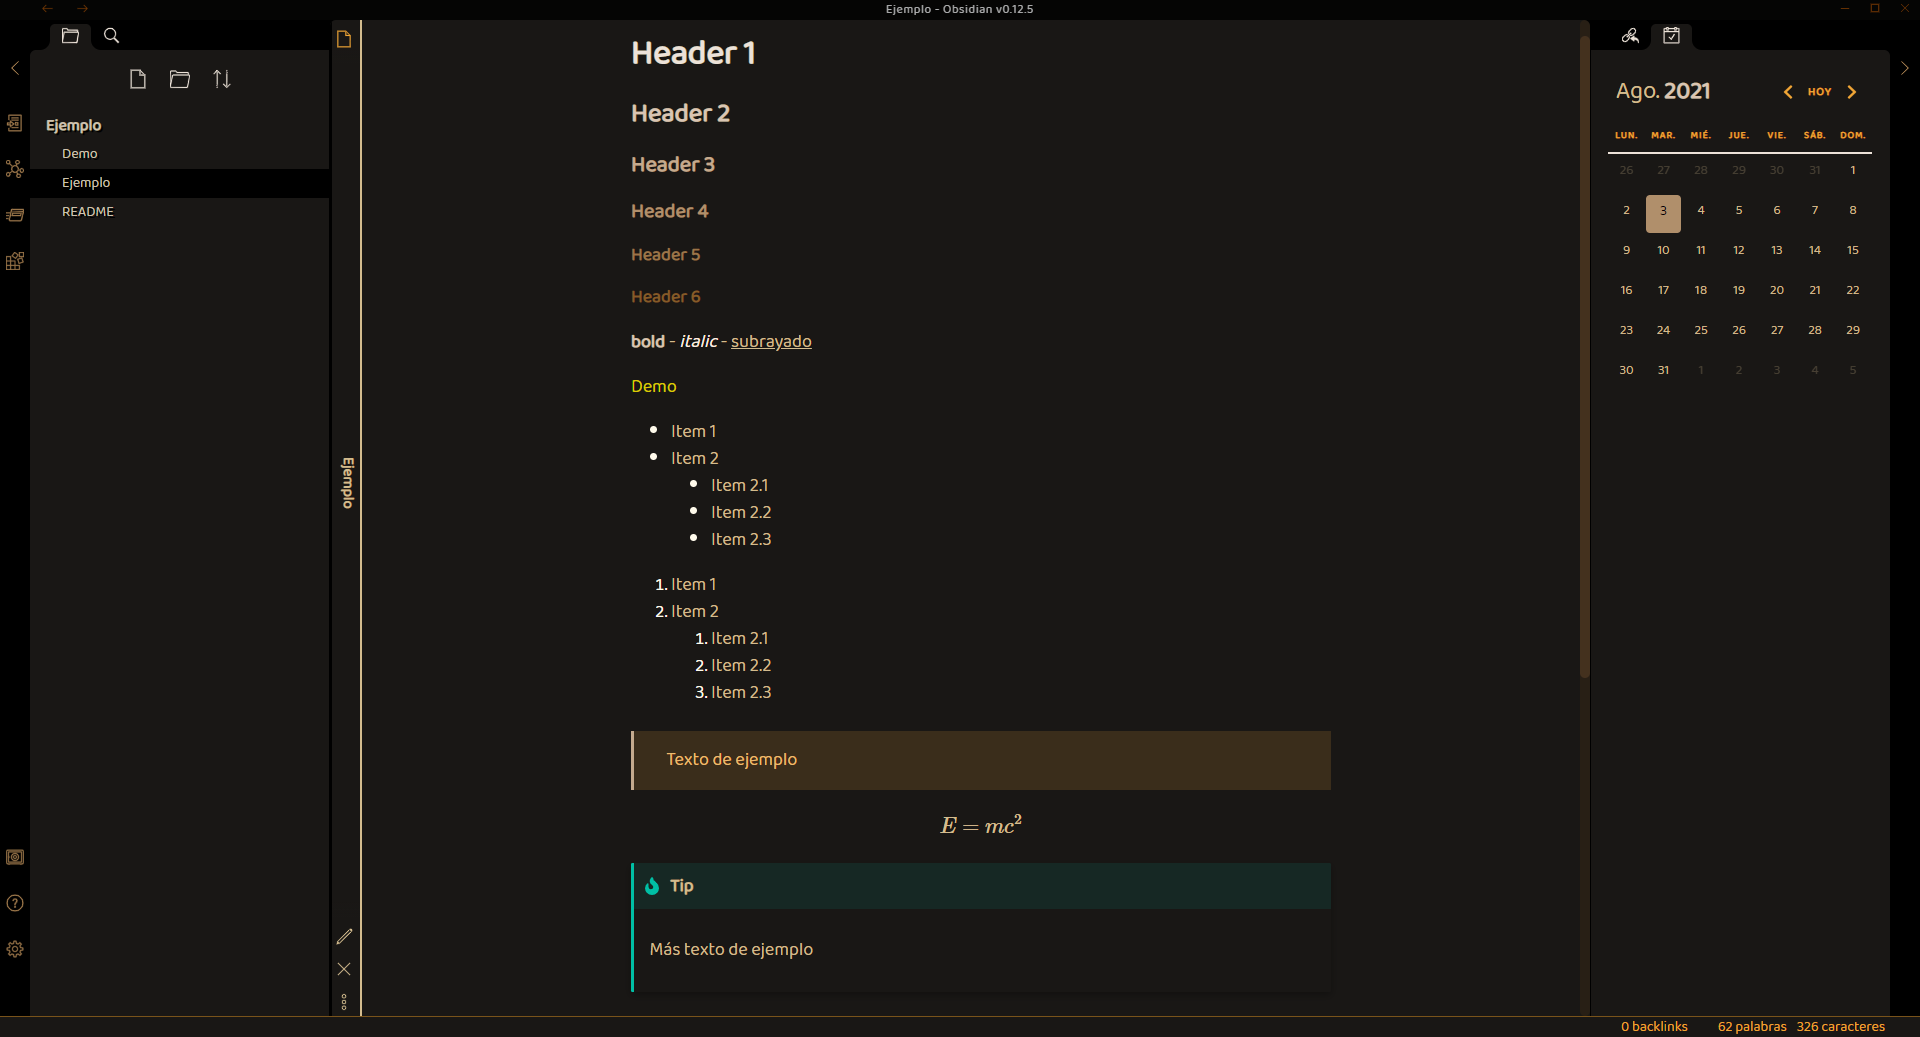 Ejemplo - Obsidian v0.12.5
Ejemplo
Demo
Ejemplo
README
Ejemplo
Header 1
Header 2
Header 3
Header 4
Header 5
Header 6
bold - italic - subrayado
Demo
Item 1
Item 2
Item 2.1
Item 2.2
Item 2.3
1. Item 1
2. Item 2
1. Item 2.1
2. Item 2.2
3. Item 2.3
Texto de ejemplo
E = mc²
Tip
Más texto de ejemplo
Ago. 2021
HOY
LUN. MAR. MIÉ. JUE. VIE. SÁB. DOM.
26 27 28 29 30 31 1
2 3 4 5 6 7 8
9 10 11 12 13 14 15
16 17 18 19 20 21 22
23 24 25 26 27 28 29
30 31 1 2 3 4 5
0 backlinks 62 palabras 326 caracteres